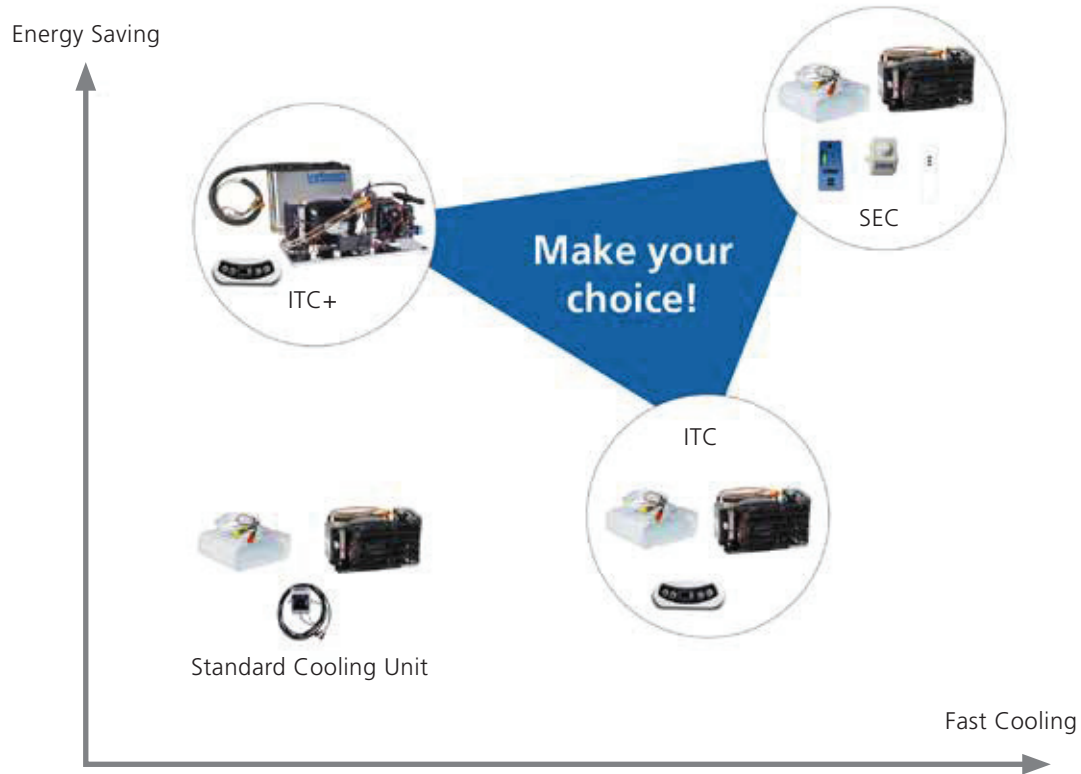 Energy Saving
SEC
Make your
choice!
ITC+
ITC
Standard Cooling Unit
Fast Cooling